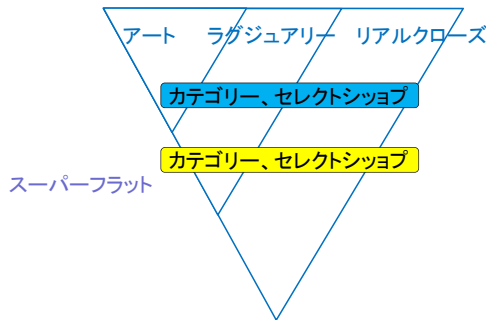 アート ラグジュアリー リアルクローズ
カテゴリー、セレクトシッョプ
カテゴリー、セレクトシッョプ
スーパーフラット